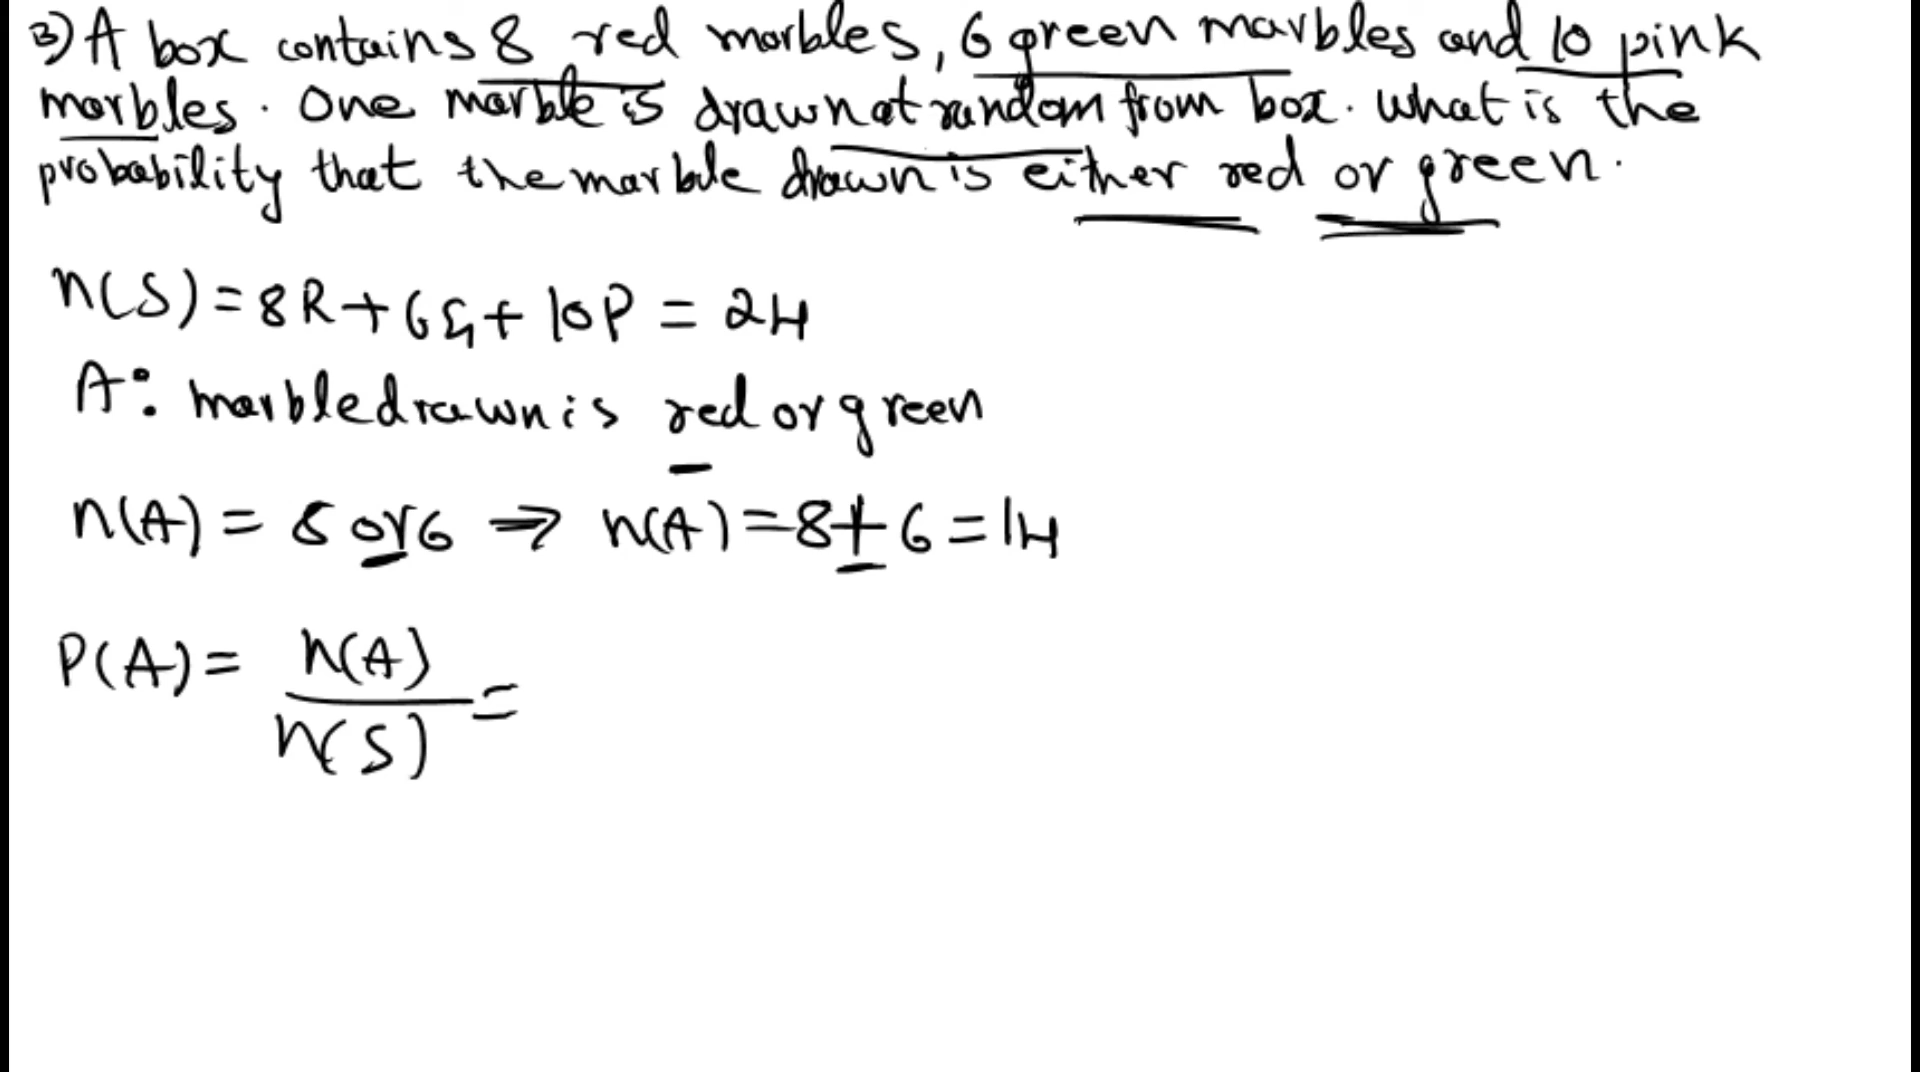 3) A box contains 8 red marbles, 6 green marbles and 10 pink
marbles. One marble is drawn at random from box. what is the
probability that the marble drawn is either red or green.
n(S) = 8R + 6G + 10P = 24
A: marble drawn is red or green
n(A) = 8 or 6 ⇒ n(A) = 8 + 6 = 14
P(A) = n(A) / n(S) =